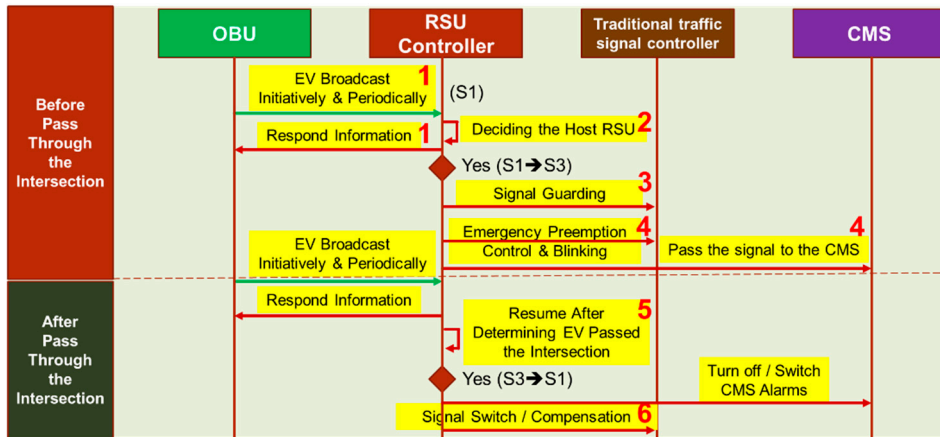 OBU
RSU
Controller
Traditional traffic
signal controller
CMS
Before
Pass
Through
the
Intersection
EV Broadcast
Initiatively & Periodically
1
(S1)
Respond Information
1
Deciding the Host RSU
2
Yes (S1➔S3)
Signal Guarding
3
Emergency Preemption
Control & Blinking
4
Pass the signal to the CMS
4
EV Broadcast
Initiatively & Periodically
After
Pass
Through
the
Intersection
Respond Information
Resume After
Determining EV Passed
the Intersection
5
Yes (S3➔S1)
Turn off / Switch
CMS Alarms
Signal Switch / Compensation
6